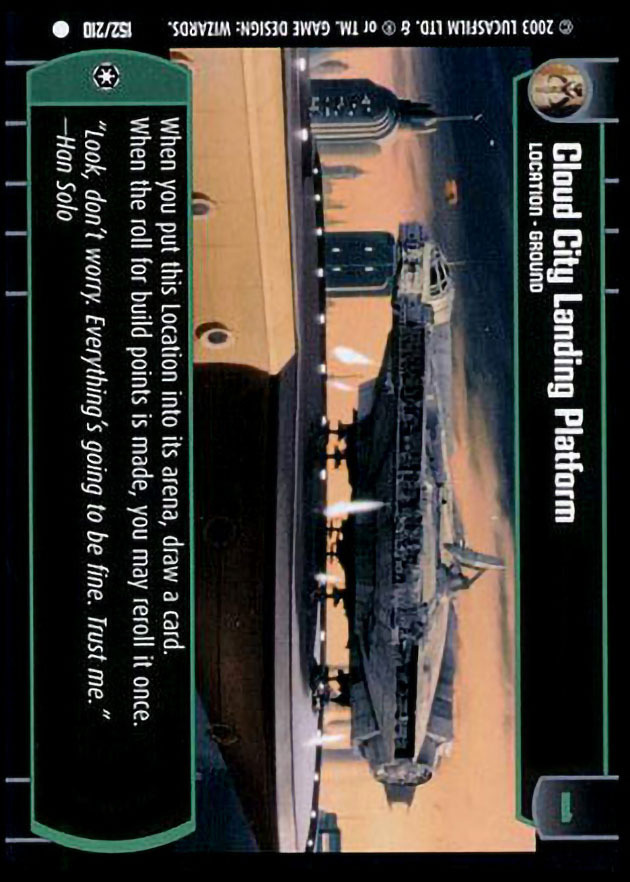 Cloud City Landing Platform
LOCATION • GROUND
1
When you put this Location into its arena, draw a card.
When the roll for build points is made, you may reroll it once.
“Look, don’t worry. Everything’s going to be fine. Trust me.”
—Han Solo
© 2003 LUCASFILM LTD. & ® or TM. GAME DESIGN: WIZARDS.
152/210